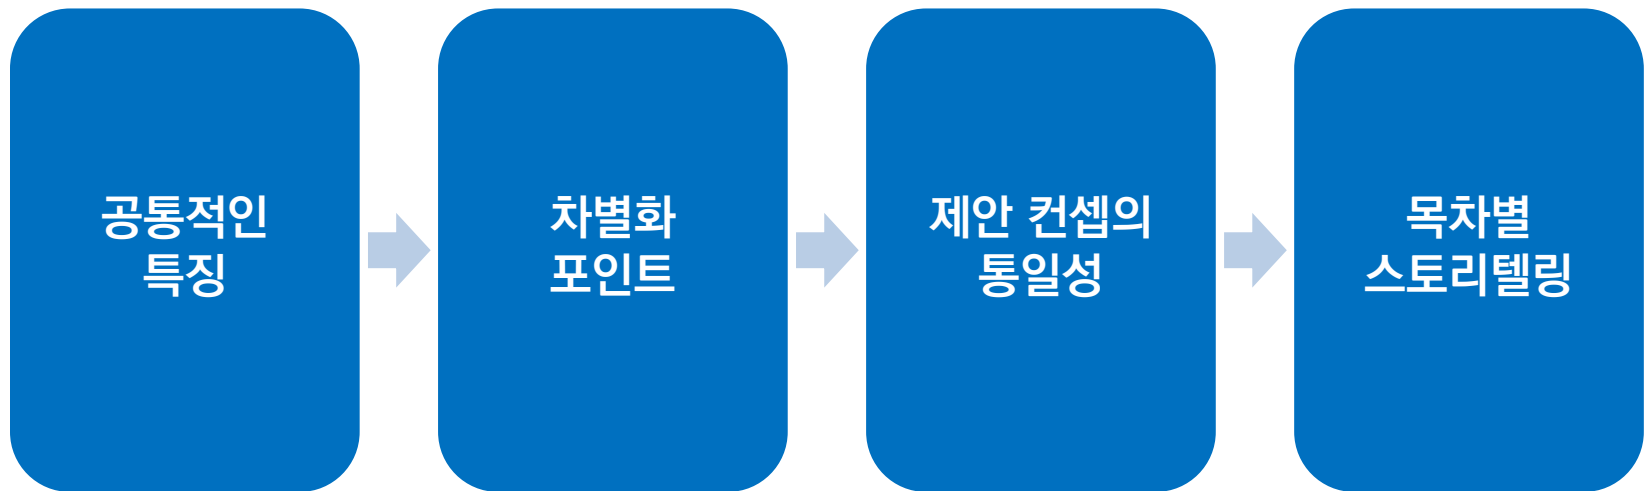 공통적인
특징
차별화
포인트
제안 컨셉의
통일성
목차별
스토리텔링